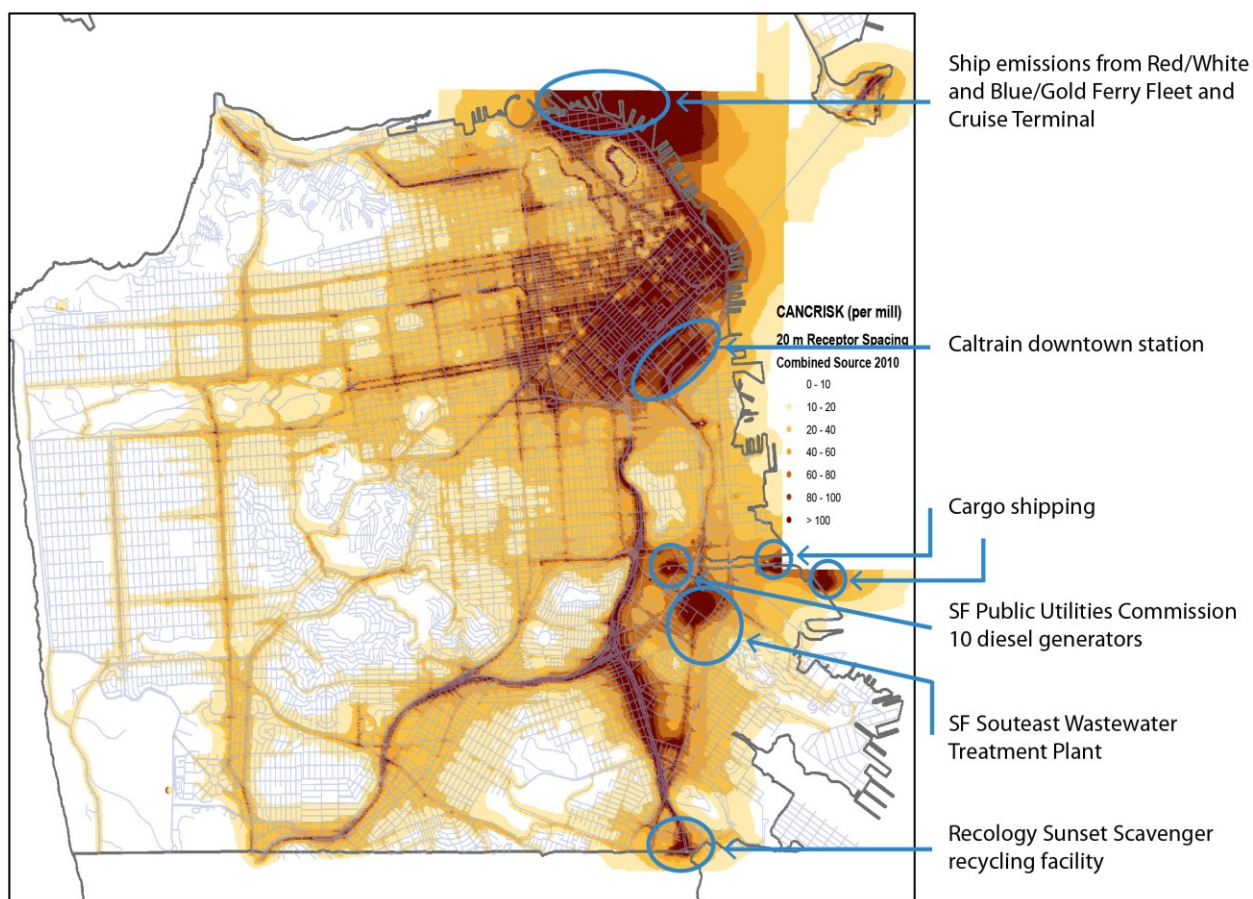 Ship emissions from Red/White
and Blue/Gold Ferry Fleet and
Cruise Terminal
CANCRISK (per mill)
20 m Receptor Spacing
Combined Source 2010
0 - 10
10 - 20
20 - 40
40 - 60
60 - 80
80 - 100
> 100
Caltrain downtown station
Cargo shipping
SF Public Utilities Commission
10 diesel generators
SF Souteast Wastewater
Treatment Plant
Recology Sunset Scavenger
recycling facility